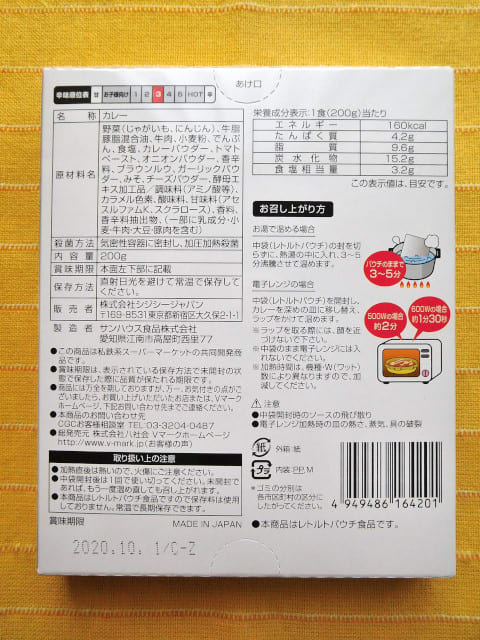 あけ口
辛味順位表 甘 お子様向け 1 2 3 4 5 HOT 辛
名称 カレー
原材料名 野菜(じゃがいも、にんじん)、牛脂
豚脂混合油、牛肉、小麦粉、でんぷ
ん、食塩、カレーパウダー、トマト
ペースト、オニオンパウダー、香辛
料、ブラウンルウ、ガーリックパウ
ダー、みそ、チーズパウダー、酵母エ
キス加工品/調味料(アミノ酸等)、
カラメル色素、酸味料、甘味料(アセ
スルファムK、スクラロース)、香料、
香辛料抽出物、(一部に乳成分・小
麦・牛肉・大豆・豚肉を含む)
殺菌方法 気密性容器に密封し、加圧加熱殺菌
内容量 200g
賞味期限 本面左下部に記載
保存方法 直射日光を避けて常温で保存して
ください。
販売者 株式会社シジシージャパン
〒169-8531東京都新宿区大久保2-1-1
製造者 サンハウス食品株式会社
愛知県江南市高屋町西里77
●この商品は私鉄系スーパーマーケットの共同開発商
品です。
●賞味期限は、表示されている保存方法で未開封の状
態で保存した際に品質が保たれる期限です。
●商品には万全を期しておりますが、万一、お気付きの点がご
ざいましたら、お買い上げいただいたお店または、Vマーク
ホームページ、下記お問い合わせ先までご連絡ください。
●本商品のお問い合わせ先
CGCお客様相談室 TEL:03-3204-0487
●総発売元 株式会社八社会 Vマークホームページ
http://www.v-mark.jp(お客様の声)
取り扱い上の注意
●加熱直後は熱いので、火傷にご注意ください。
●中袋開封後は1回で使い切ってください。未開封で
あれば、もう一度温め直しても召し上がれます。
●本商品はレトルトパウチ食品ですので保存料は使用
しておりません。常温で長期保存できます。
賞味期限 MADE IN JAPAN
2020.10. 1/C-Z
栄養成分表示:1食(200g)当たり
エネルギー 160kcal
たんぱく質 4.2g
脂質 9.6g
炭水化物 15.2g
食塩相当量 3.2g
この表示値は、目安です。
お召し上がり方
お湯で温める場合
中袋(レトルトパウチ)の封を切
らずに、熱湯の中に入れ、3〜5
分沸騰させて温めます。
パウチのままで
3〜5分
電子レンジの場合
中袋(レトルトパウチ)を開封し、
カレーを深めの皿に移し替え、
ラップをかけて温めます。
※ラップを取る際には、顔を近
づけないで下さい。
※中袋のまま電子レンジには入
れないでください。
※加熱時間は、機種・W(ワット)
数により異なりますので、加
減してください。
500Wの場合
約2分
600Wの場合
約1分30秒
⚠注意
●中袋開封時のソースの飛び散り
●電子レンジ加熱時の皿の熱さ、蒸気、具の破裂
紙 外箱:紙
プラ 内装:PP,M
*ゴミの分別は
各市区町村の区分に
したがってください。
4 949486 164201
●本商品はレトルトパウチ食品です。